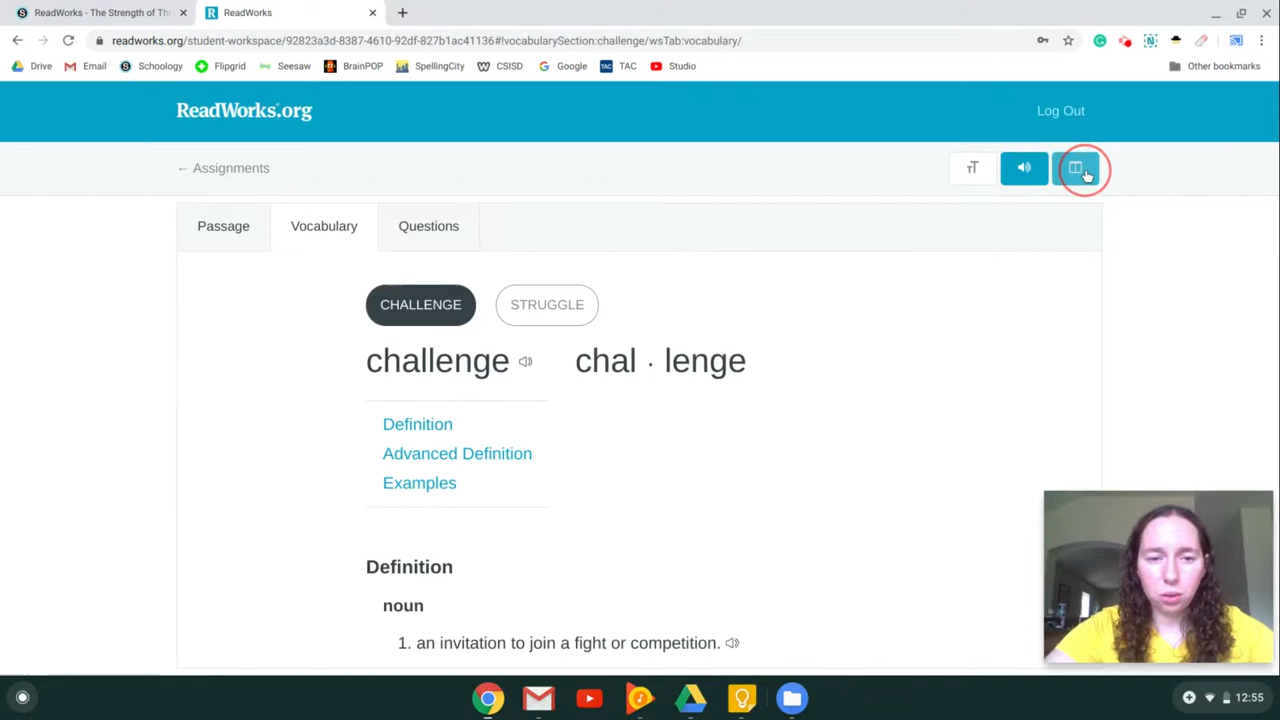 ReadWorks - The Strength of Thr
ReadWorks
readworks.org/student-workspace/92823a3d-8387-4610-92df-827b1ac41136#!vocabularySection:challenge/wsTab:vocabulary/
Drive Email Schoology Flipgrid Seesaw BrainPOP SpellingCity CSISD Google TAC Studio Other bookmarks
ReadWorks.org Log Out
← Assignments TT
Passage Vocabulary Questions
CHALLENGE STRUGGLE
challenge chal · lenge
Definition
Advanced Definition
Examples
Definition
noun
1. an invitation to join a fight or competition.
12:55